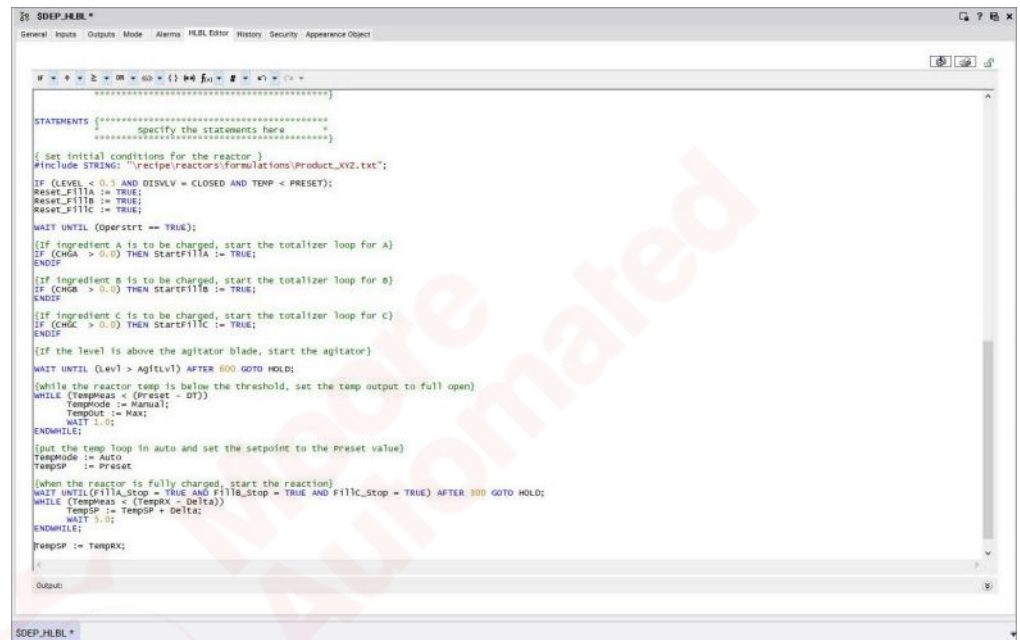 $DEP_HLBL *
General Inputs Outputs Mode Alarms HLBL Editor History Security Appearance Object
IF + ≥ OR {} f(x) #
*********************************************}
STATEMENTS {*********************************************
* specify the statements here *
*********************************************}
{ Set initial conditions for the reactor }
#include STRING: "\recipe\reactors\formulations\Product_XYZ.txt";
IF (LEVEL < 0.5 AND DISVLV = CLOSED AND TEMP < PRESET);
Reset_FillA := TRUE;
Reset_FillB := TRUE;
Reset_FillC := TRUE;
WAIT UNTIL (Operstrt == TRUE);
{If ingredient A is to be charged, start the totalizer loop for A}
IF (CHGA > 0.0) THEN StartFillA := TRUE;
ENDIF
{If ingredient B is to be charged, start the totalizer loop for B}
IF (CHGB > 0.0) THEN StartFillB := TRUE;
ENDIF
{If ingredient C is to be charged, start the totalizer loop for C}
IF (CHGC > 0.0) THEN StartFillC := TRUE;
ENDIF
{If the level is above the agitator blade, start the agitator}
WAIT UNTIL (Levl > AgitLvl) AFTER 600 GOTO HOLD;
{while the reactor temp is below the threshold, set the temp output to full open}
WHILE (TempMeas < (Preset - DT))
TempMode := Manual;
TempOut := Max;
WAIT 1.0;
ENDWHILE;
{put the temp loop in auto and set the setpoint to the Preset value}
TempMode := Auto
TempSP := Preset
{when the reactor is fully charged, start the reaction}
WAIT UNTIL(FillA_Stop = TRUE AND FillB_Stop = TRUE AND FillC_Stop = TRUE) AFTER 300 GOTO HOLD;
WHILE (TempMeas < (TempRX - Delta))
TempSP := TempSP + Delta;
WAIT 5.0;
ENDWHILE;
TempSP := TempRX;
Output:
$DEP_HLBL *
Moore
Automated